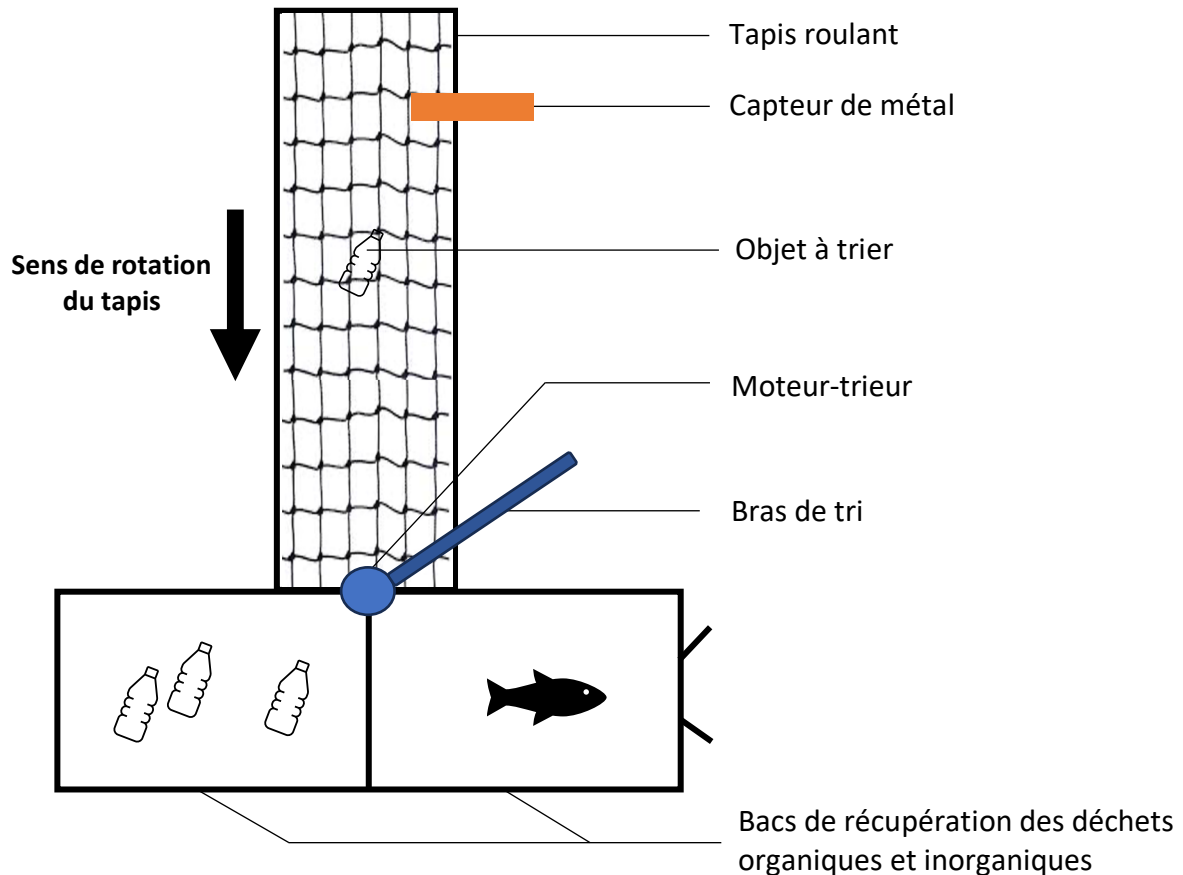 Tapis roulant
Capteur de métal
Sens de rotation
du tapis
Objet à trier
Moteur-trieur
Bras de tri
Bacs de récupération des déchets
organiques et inorganiques